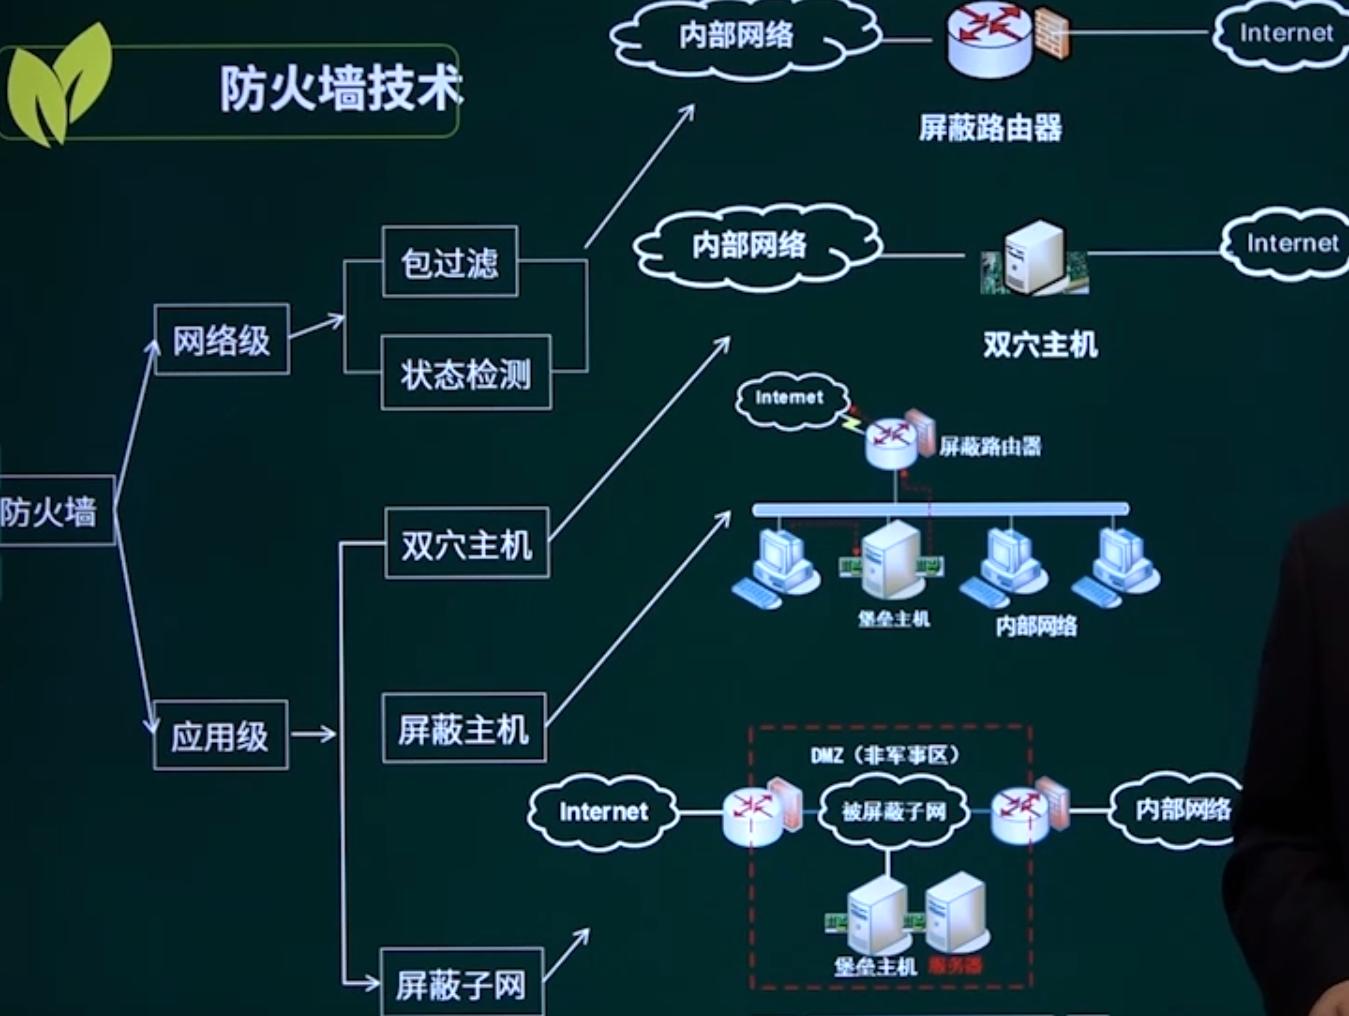 防火墙技术
内部网络
Internet
屏蔽路由器
包过滤
内部网络
Internet
网络级
状态检测
双穴主机
Internet
屏蔽路由器
防火墙
双穴主机
堡垒主机
内部网络
应用级
屏蔽主机
DMZ（非军事区）
Internet
被屏蔽子网
内部网络
堡垒主机
服务器
屏蔽子网